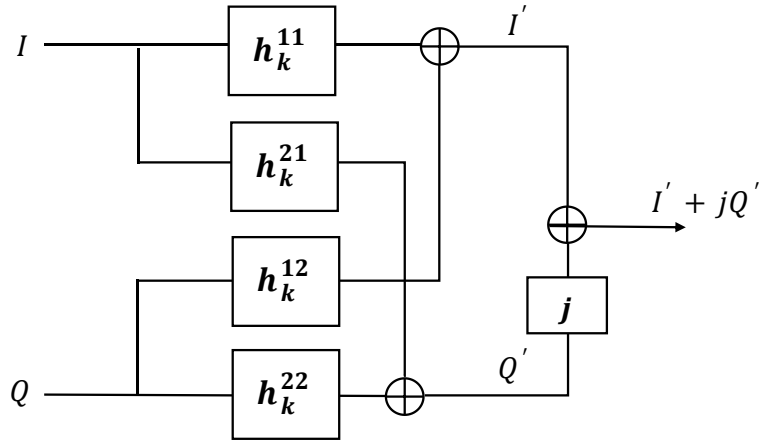 I
h_k^{11}
I'
h_k^{21}
I' + jQ'
h_k^{12}
j
Q
h_k^{22}
Q'